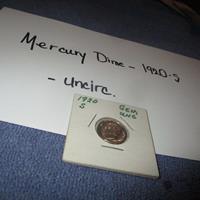 Mercury Dime - 1920-S
- Uncirc.
1920 GEM
S UNC